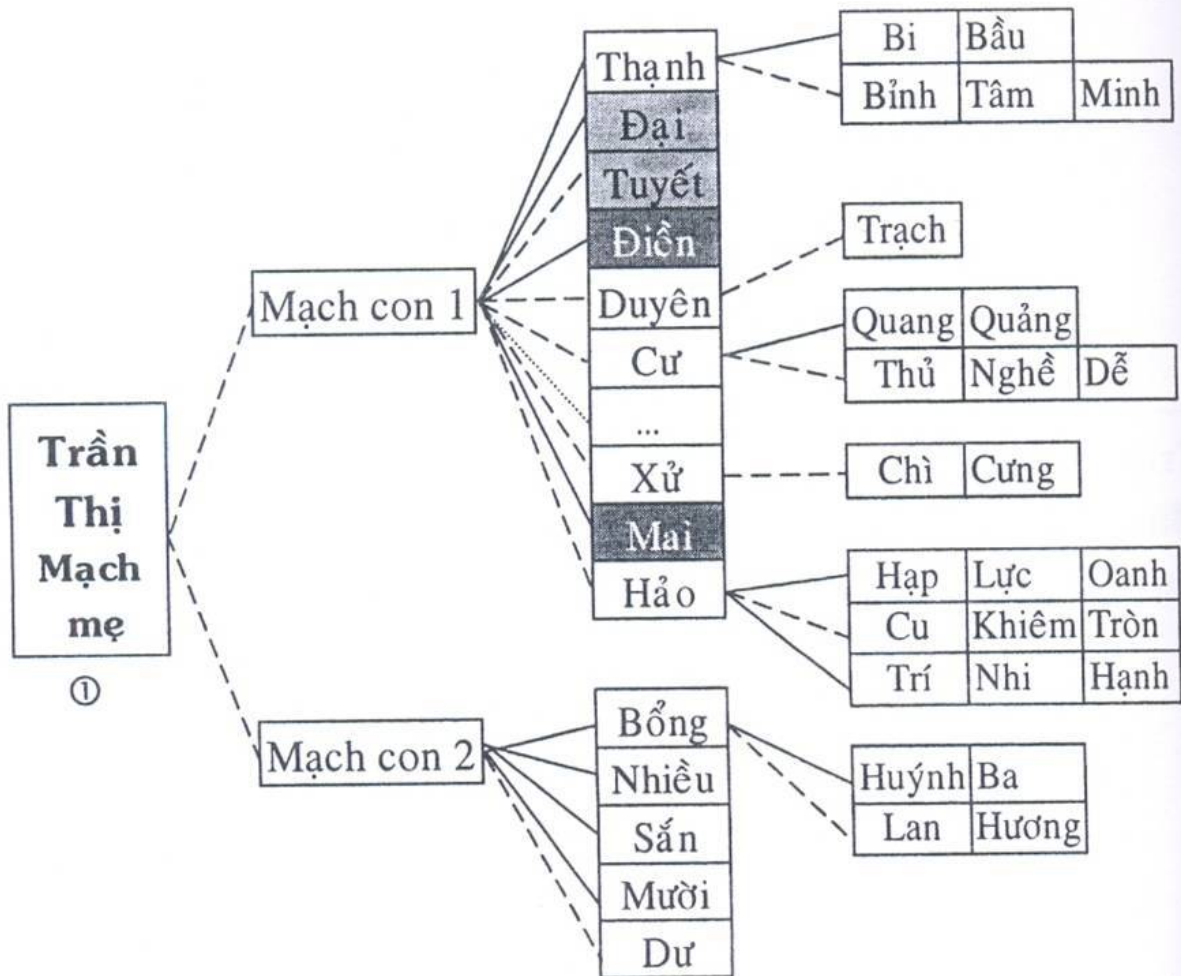 Trần
Thị
Mạch
mẹ
①
Mạch con 1
Thạnh
Đại
Tuyết
Điền
Duyên
Cư
...
Xử
Mai
Hảo
Bi Bầu
Bỉnh Tâm Minh
Trạch
Quang Quảng
Thủ Nghề Dễ
Chì Cưng
Hạp Lực Oanh
Cu Khiêm Tròn
Trí Nhi Hạnh
Mạch con 2
Bổng
Nhiều
Sắn
Mười
Dư
Huýnh Ba
Lan Hương